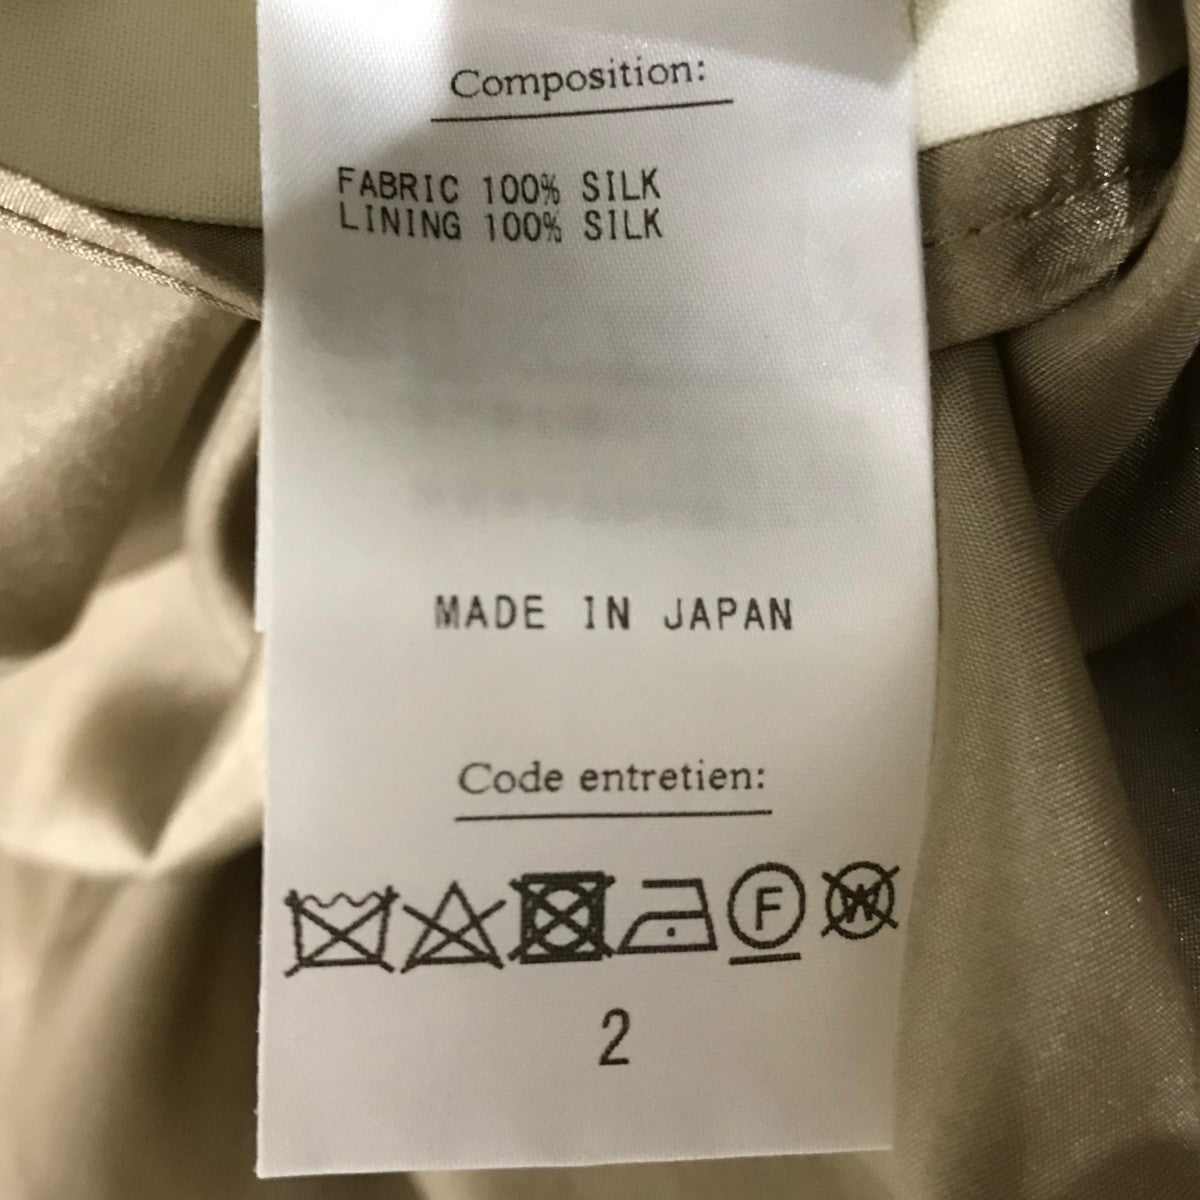 Composition:
FABRIC 100% SILK
LINING 100% SILK
MADE IN JAPAN
Code entretien:
F W
2